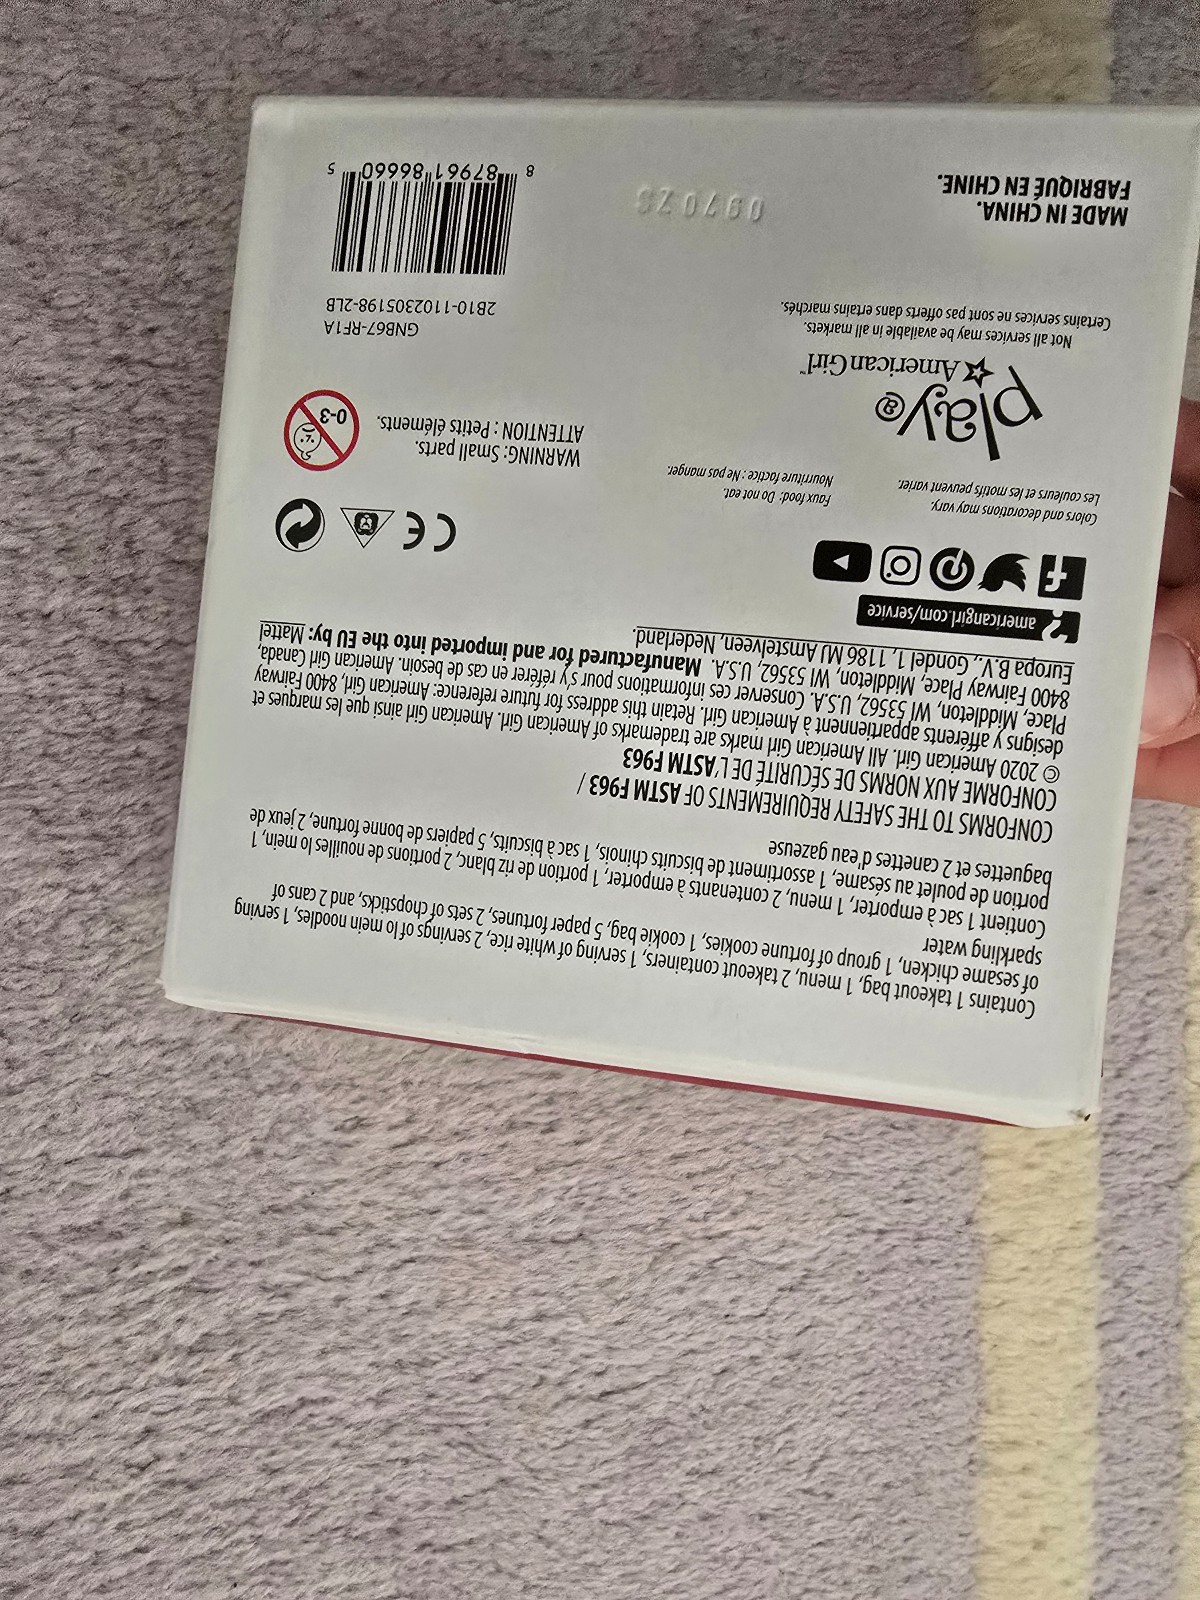 Contains 1 takeout bag, 1 menu, 2 takeout containers, 1 serving of white rice, 2 servings of lo mein noodles, 1 serving
of sesame chicken, 1 group of fortune cookies, 1 cookie bag, 5 paper fortunes, 2 sets of chopsticks, and 2 cans of
sparkling water
Contient 1 sac à emporter, 1 menu, 2 contenants à emporter, 1 portion de riz blanc, 2 portions de nouilles lo mein, 1
portion de poulet au sésame, 1 assortiment de biscuits chinois, 1 sac à biscuits, 5 papiers de bonne fortune, 2 jeux de
baguettes et 2 canettes d'eau gazeuse
CONFORMS TO THE SAFETY REQUIREMENTS OF ASTM F963 /
CONFORME AUX NORMS DE SÉCURITÉ DE L'ASTM F963
© 2020 American Girl. All American Girl marks are trademarks of American Girl. American Girl ainsi que les marques et
designs y afférents appartiennent à American Girl. Retain this address for future reference: American Girl, 8400 Fairway
Place, Middleton, WI 53562, U.S.A. Conserver ces informations pour s'y référer en cas de besoin. American Girl Canada,
8400 Fairway Place, Middleton, WI 53562, U.S.A. Manufactured for and imported into the EU by: Mattel
Europa B.V., Gondel 1, 1186 MJ Amstelveen, Nederland.
? americangirl.com/service
CE
Colors and decorations may vary.
Les couleurs et les motifs peuvent varier.
Faux food: Do not eat.
Nourriture factice : Ne pas manger.
WARNING: Small parts.
ATTENTION : Petits éléments.
0-3
play@
AmericanGirl™
Not all services may be available in all markets.
Certains services ne sont pas offerts dans certains marchés.
GNB67-RF1A
2B10-1102305198-2LB
MADE IN CHINA.
FABRIQUÉ EN CHINE.
0970ZS
8 87961 86660 5